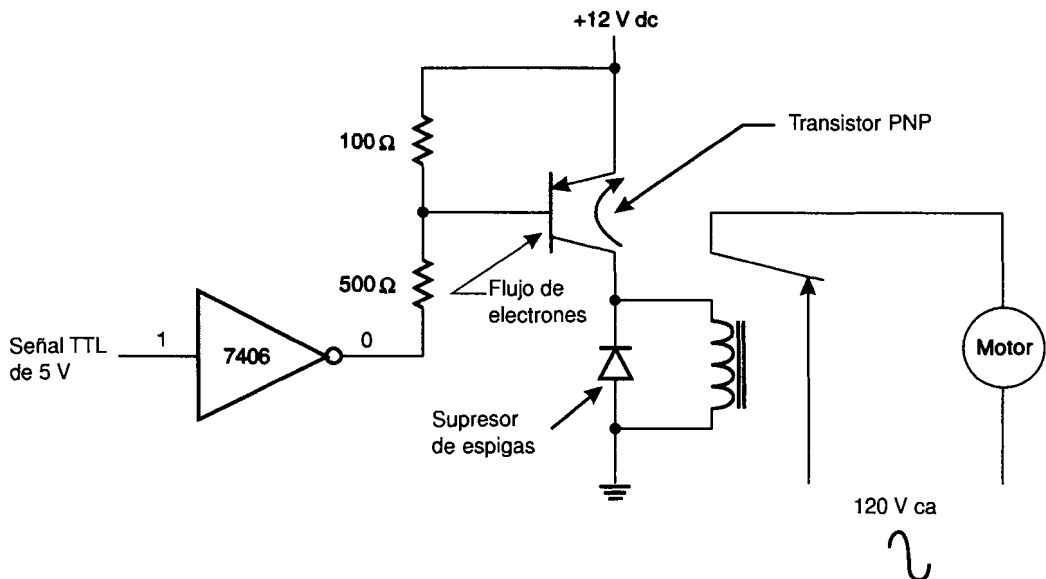 +12 V dc
100 Ω
Transistor PNP
500 Ω
Flujo de
electrones
Señal TTL
de 5 V
1
7406
0
Motor
Supresor
de espigas
120 V ca